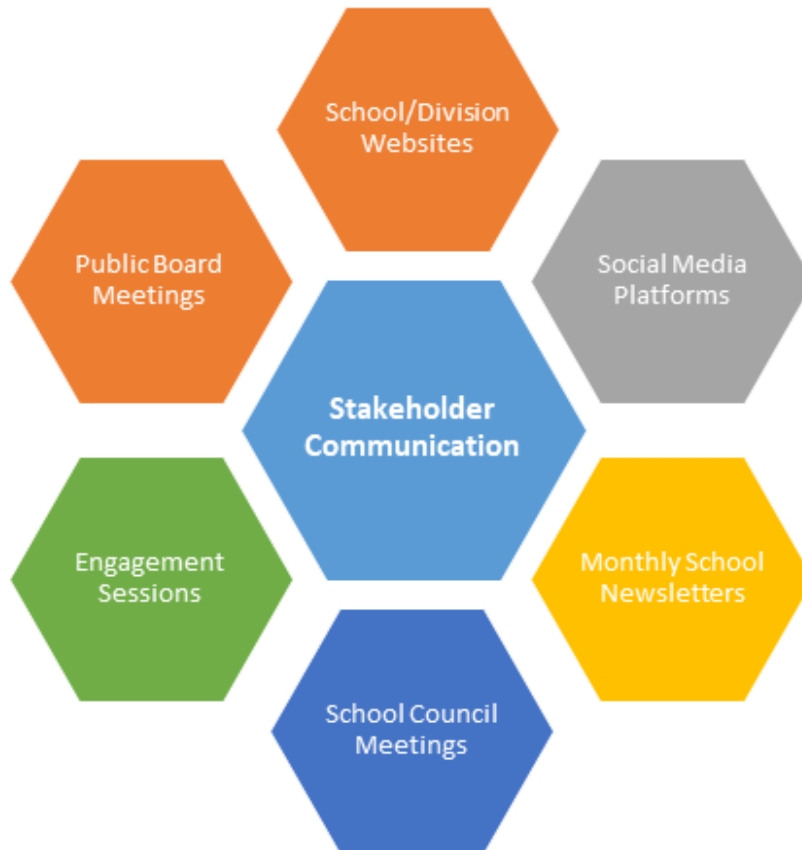 School/Division
Websites
Public Board
Meetings
Social Media
Platforms
Stakeholder
Communication
Engagement
Sessions
Monthly School
Newsletters
School Council
Meetings